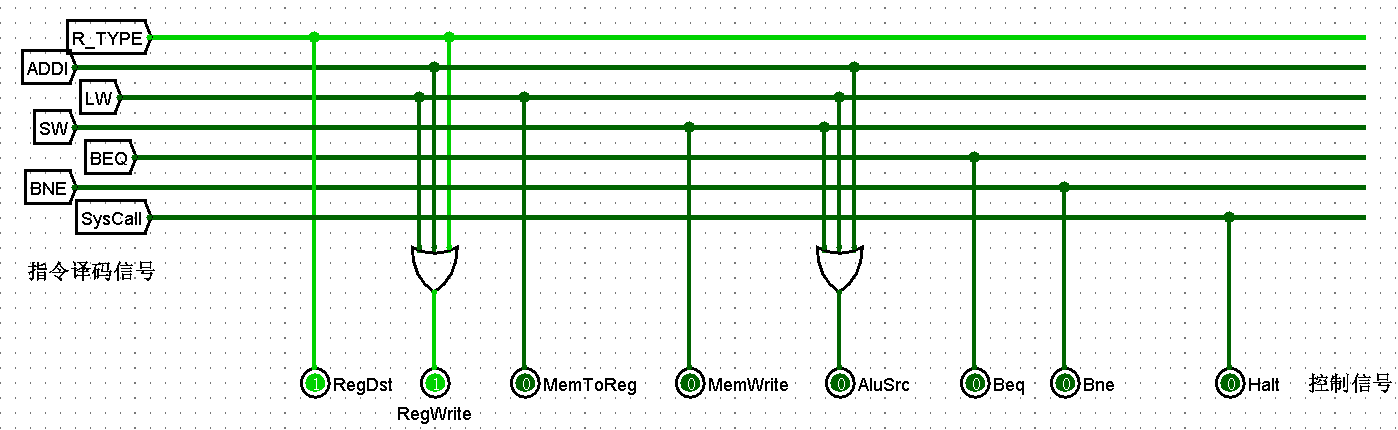 R_TYPE
ADDI
LW
SW
BEQ
BNE
SysCall
指令译码信号
1 RegDst
1
RegWrite
0 MemToReg
0 MemWrite
0 AluSrc
0 Beq
0 Bne
0 Halt
控制信号